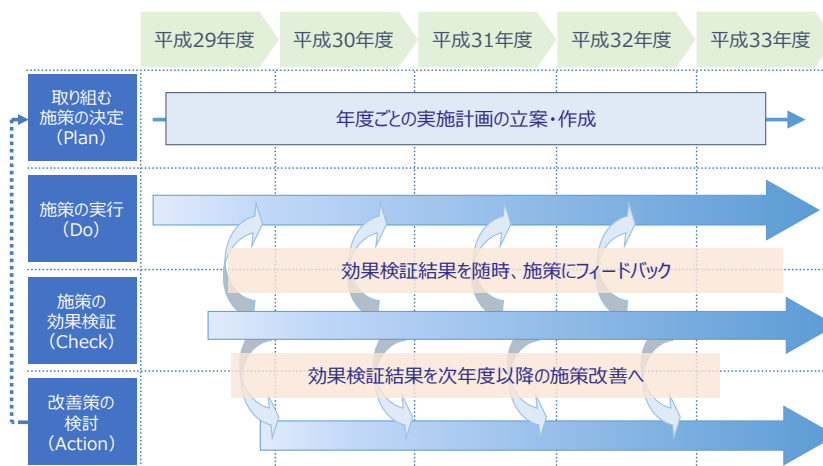 平成29年度 平成30年度 平成31年度 平成32年度 平成33年度
取り組む
施策の決定
（Plan）
年度ごとの実施計画の立案・作成
施策の実行
（Do）
効果検証結果を随時、施策にフィードバック
施策の
効果検証
（Check）
効果検証結果を次年度以降の施策改善へ
改善策の
検討
（Action）